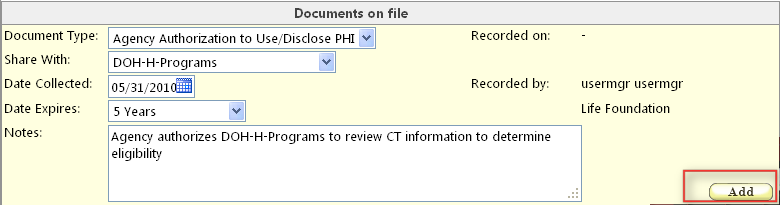 Documents on file
Document Type: Agency Authorization to Use/Disclose PHI Recorded on: -
Share With: DOH-H-Programs
Date Collected: 05/31/2010 Recorded by: usermgr usermgr
Date Expires: 5 Years Life Foundation
Notes: Agency authorizes DOH-H-Programs to review CT information to determine
eligibility
Add